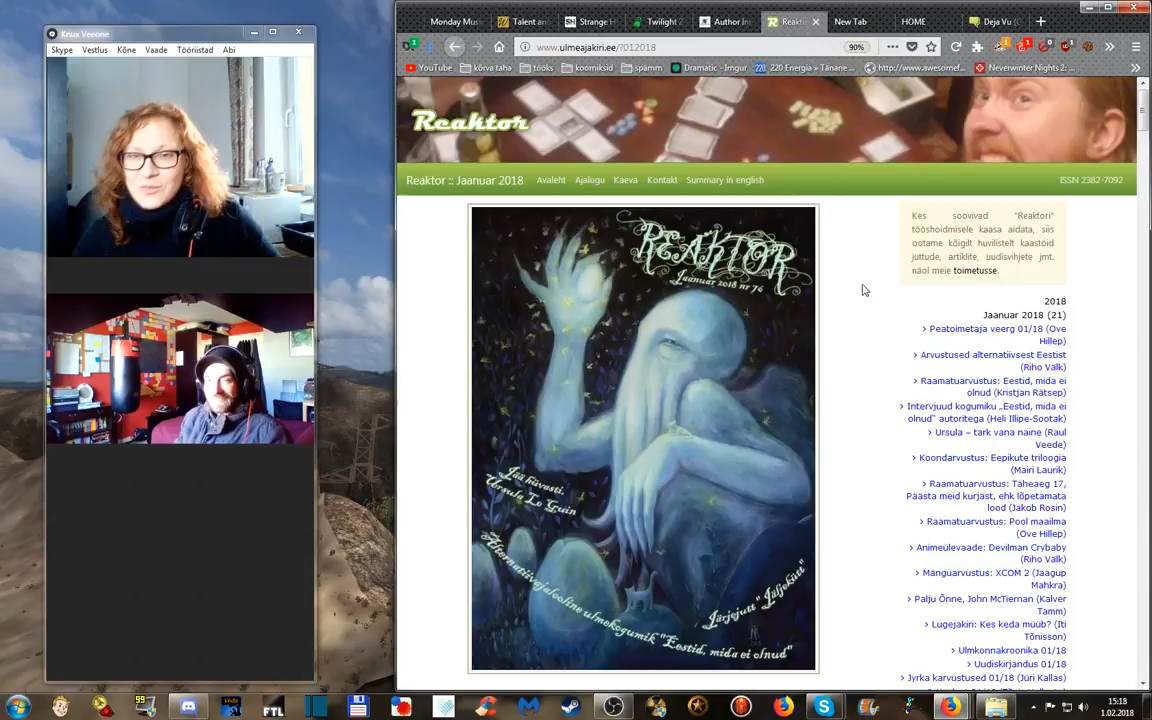 Knux Veenne
Skype Vestlus Kõne Vaade Tööriistad Abi
Monday Mus
Talent an
Strange H
Twilight Z
Author In
Reakt
New Tab
HOME
Deja Vu (
www.ulmeajakiri.ee/?012018
90%
YouTube
kõrva taha
tööks
koomiksid
spämm
Dramatic - Imgur
220 Energia » Tänane ...
http://www.awesomef...
Neverwinter Nights 2: ...
Reaktor
Reaktor :: Jaanuar 2018 Avaleht Ajalugu Kaeva Kontakt Summary in english ISSN 2382-7092
REAKTOR
Jaanuar 2018 nr 76
Jää hüvasti,
Ursula Le Guin
Alternatiivajalooline ulmekogumik "Eestid, mida ei olnud"
Järjejutt "Jäljekütt"
Kes soovivad "Reaktori"
tööshoidmisele kaasa aidata, siis
ootame kõigilt huvilistelt kaastöid
juttude, artiklite, uudisvihjete jmt.
näol meie toimetusse.
2018
Jaanuar 2018 (21)
> Peatoimetaja veerg 01/18 (Ove
Hillep)
> Arvustused alternatiivsest Eestist
(Riho Välk)
> Raamatuarvustus: Eestid, mida ei
olnud (Kristjan Rätsep)
> Intervjuud kogumiku „Eestid, mida ei
olnud" autoritega (Heli Illipe-Sootak)
> Ursula – tark vana naine (Raul
Veede)
> Koondarvustus: Eepikute triloogia
(Mairi Laurik)
> Raamatuarvustus: Täheaeg 17,
Päästa meid kurjast, ehk lõpetamata
lood (Jakob Rosin)
> Raamatuarvustus: Pool maailma
(Ove Hillep)
> Animeülevaade: Devilman Crybaby
(Riho Välk)
> Mänguarvustus: XCOM 2 (Jaagup
Mahkra)
> Palju Õnne, John McTiernan (Kalver
Tamm)
> Lugejakiri: Kes keda müüb? (Iti
Tõnisson)
> Ulmkonnakroonika 01/18
> Uudiskirjandus 01/18
> Jyrka karvustused 01/18 (Jüri Kallas)
99
kindle
FTL
15:18
1.02.2018